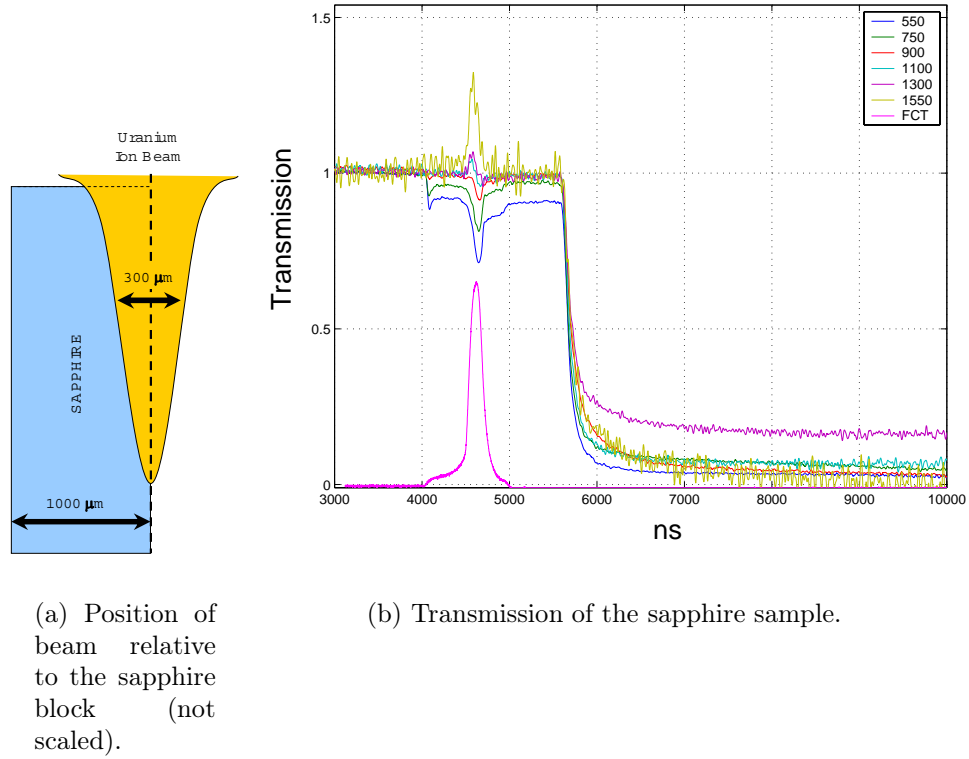 Uranium
Ion Beam
300 µm
SAPPHIRE
1000 µm
1.5
1
0.5
0
Transmission
3000 4000 5000 6000 7000 8000 9000 10000
ns
550
750
900
1100
1300
1550
FCT
(a) Position of
beam relative
to the sapphire
block (not
scaled).
(b) Transmission of the sapphire sample.